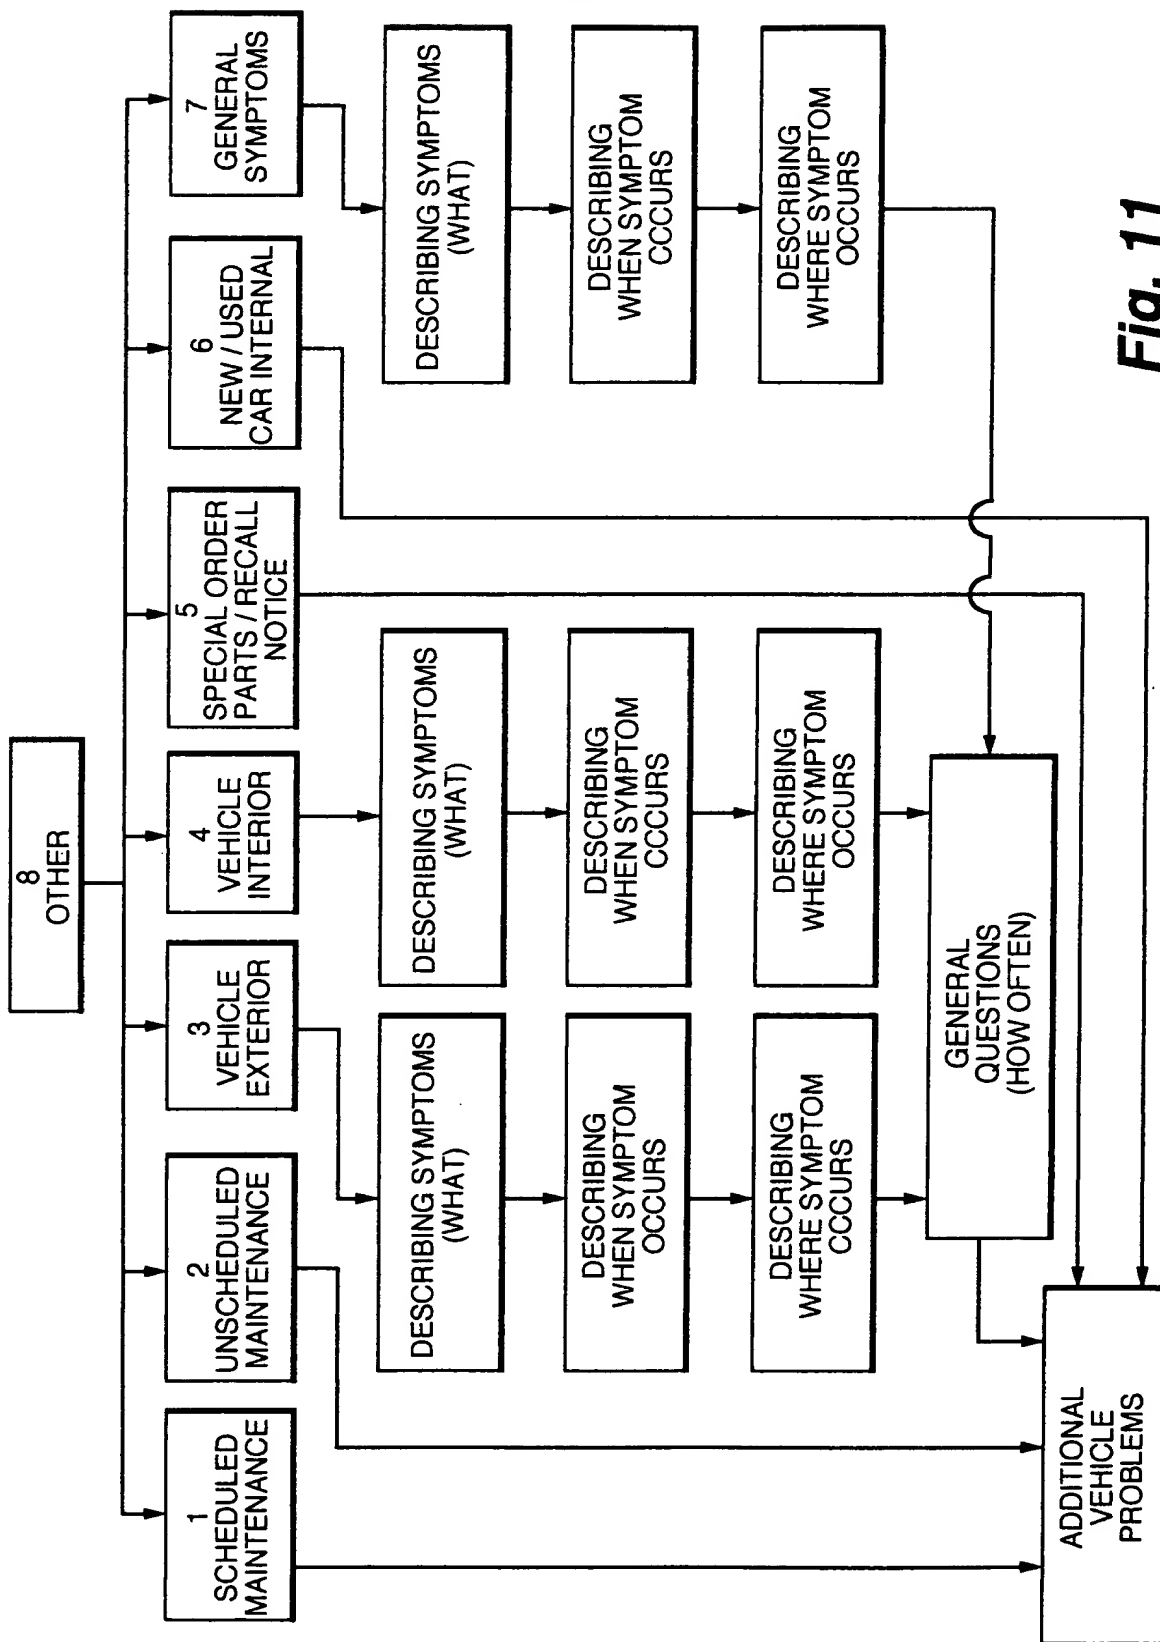 8
OTHER
1
SCHEDULED
MAINTENANCE
2
UNSCHEDULED
MAINTENANCE
3
VEHICLE
EXTERIOR
4
VEHICLE
INTERIOR
5
SPECIAL ORDER
PARTS / RECALL
NOTICE
6
NEW / USED
CAR INTERNAL
7
GENERAL
SYMPTOMS
DESCRIBING SYMPTOMS
(WHAT)
DESCRIBING SYMPTOMS
(WHAT)
DESCRIBING SYMPTOMS
(WHAT)
DESCRIBING
WHEN SYMPTOM
OCCURS
DESCRIBING
WHEN SYMPTOM
CCCURS
DESCRIBING
WHEN SYMPTOM
CCCURS
DESCRIBING
WHERE SYMPTOM
CCCURS
DESCRIBING
WHERE SYMPTOM
OCCURS
DESCRIBING
WHERE SYMPTOM
OCCURS
GENERAL
QUESTIONS
(HOW OFTEN)
ADDITIONAL
VEHICLE
PROBLEMS
Fig. 11